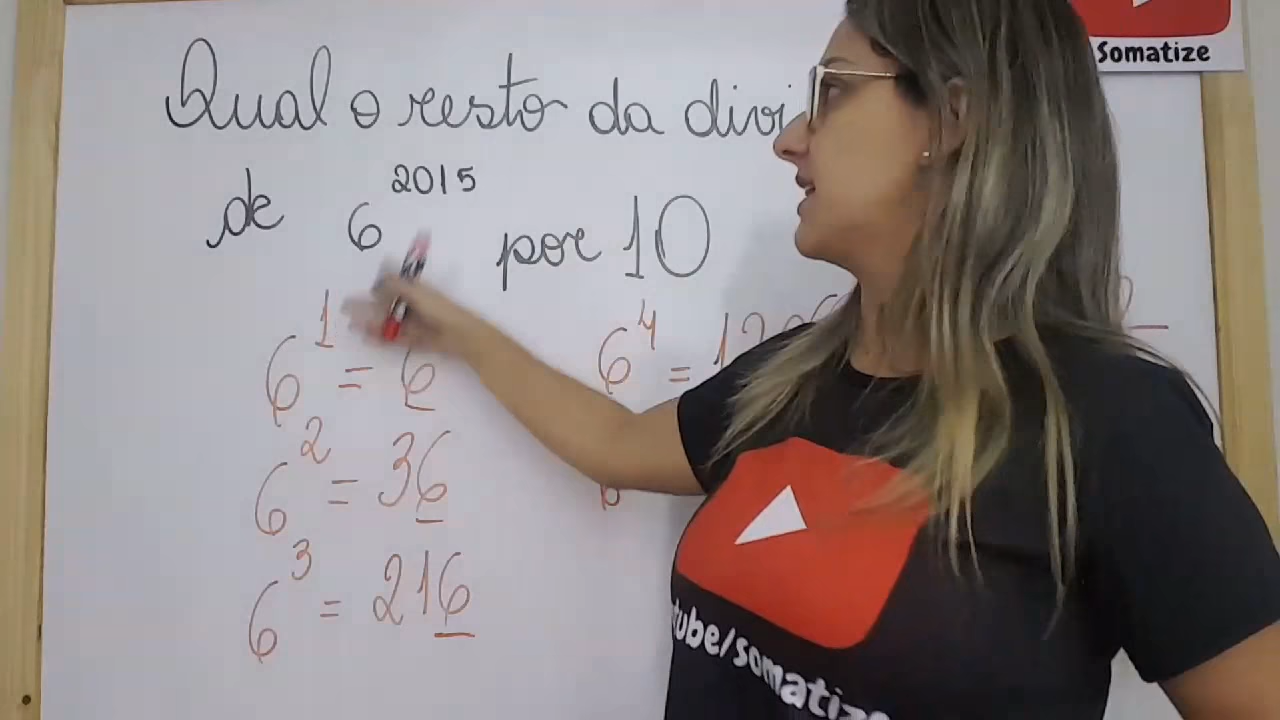 Somatize
Qual o resto da divi
de 6^2015 por 10
6^1 = 6
6^2 = 36
6^3 = 216
6^4 = 1296
tube/somatize